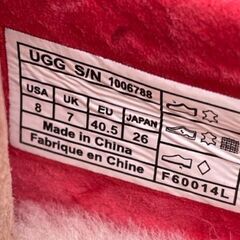 UGG S/N 1006788
USA UK EU JAPAN
8 7 40.5 26
Made in China
Fabrique en Chine
F60014L